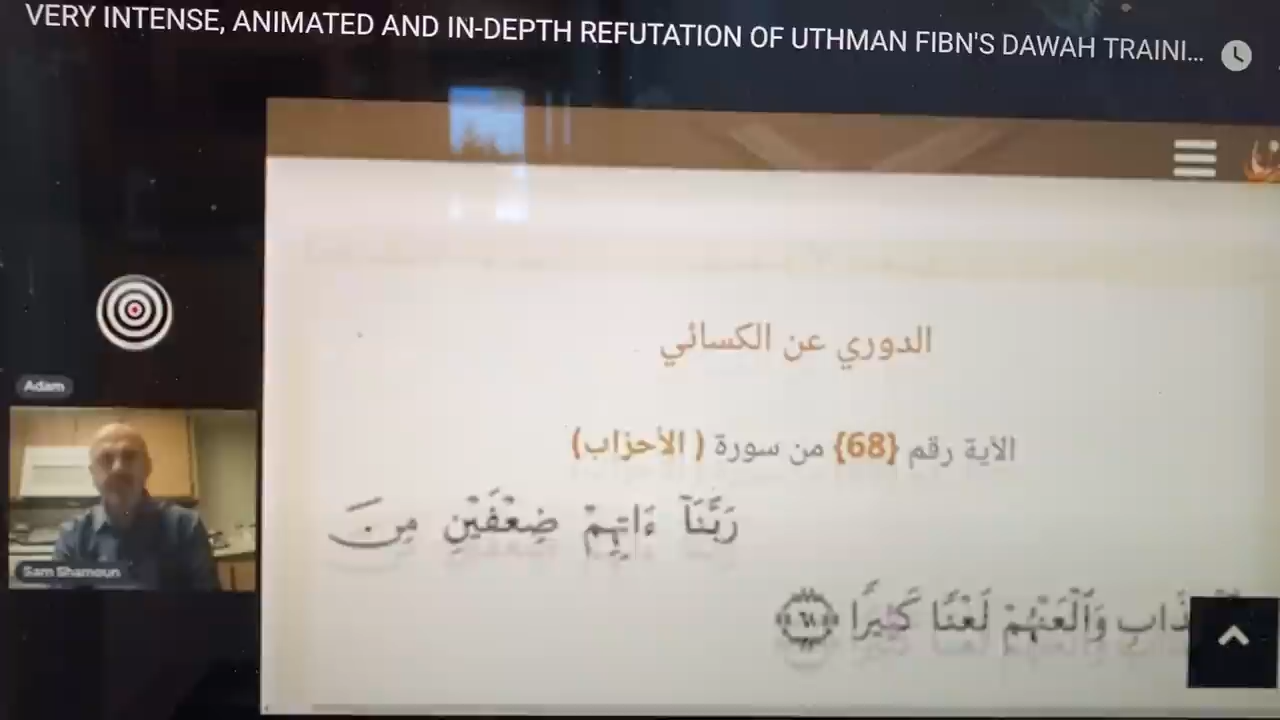 VERY INTENSE, ANIMATED AND IN-DEPTH REFUTATION OF UTHMAN FIBN'S DAWAH TRAINI...
Adam
Sam Shamoun
الدوري عن الكسائي
الآية رقم {68} من سورة ( الأحزاب)
رَبَّنَآ ءَاتِهِمْ ضِعْفَيْنِ مِنَ
وَٱلْعَنْهُمْ لَعْنًا كَثِيرًا ٦٨